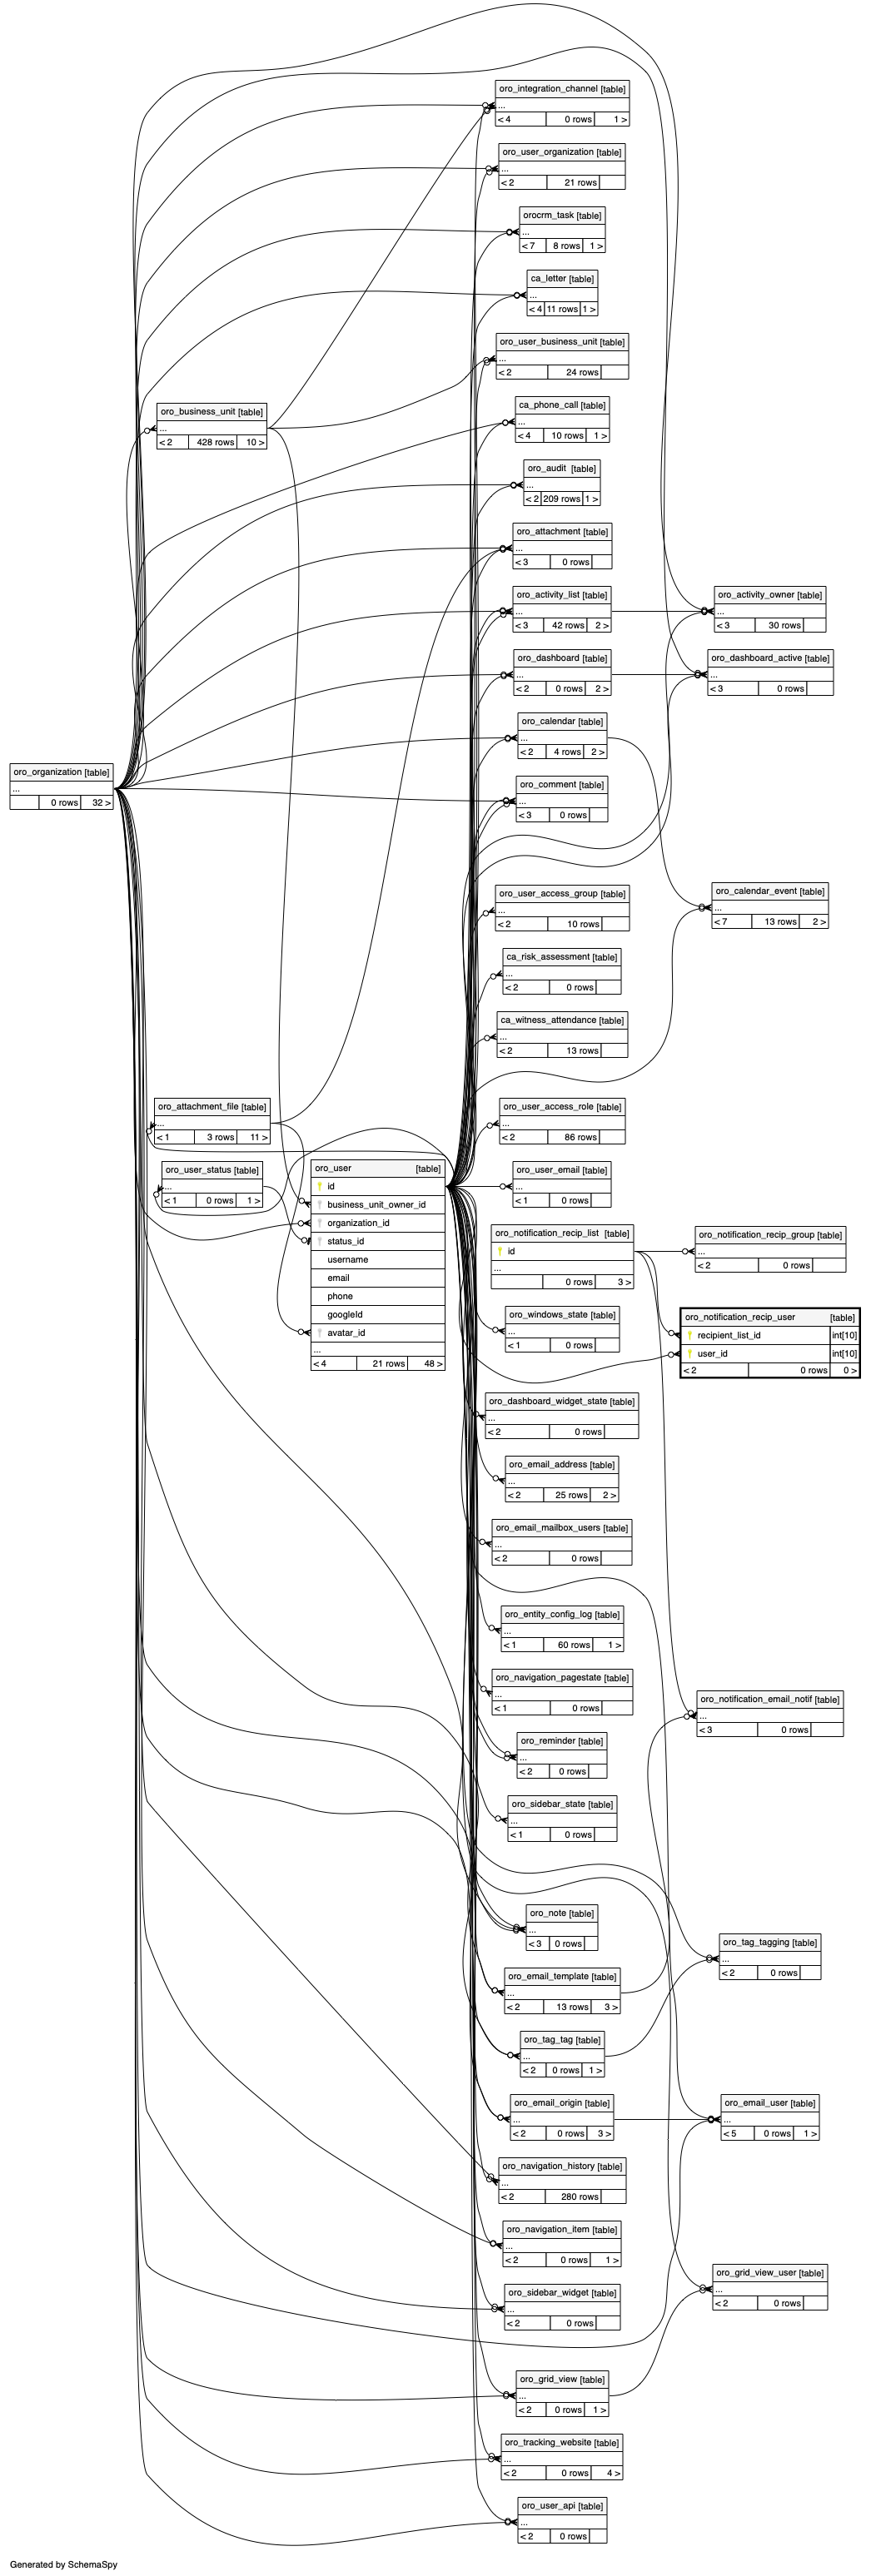 oro_integration_channel [table]
...
< 4 0 rows 1 >
oro_user_organization [table]
...
< 2 21 rows
orocrm_task [table]
...
< 7 8 rows 1 >
ca_letter [table]
...
< 4 11 rows 1 >
oro_user_business_unit [table]
...
< 2 24 rows
oro_business_unit [table]
...
< 2 428 rows 10 >
ca_phone_call [table]
...
< 4 10 rows 1 >
oro_audit [table]
...
< 2 209 rows 1 >
oro_attachment [table]
...
< 3 0 rows
oro_activity_list [table]
...
< 3 42 rows 2 >
oro_activity_owner [table]
...
< 3 30 rows
oro_dashboard [table]
...
< 2 0 rows 2 >
oro_dashboard_active [table]
...
< 3 0 rows
oro_calendar [table]
...
< 2 4 rows 2 >
oro_organization [table]
...
0 rows 32 >
oro_comment [table]
...
< 3 0 rows
oro_user_access_group [table]
...
< 2 10 rows
oro_calendar_event [table]
...
< 7 13 rows 2 >
ca_risk_assessment [table]
...
< 2 0 rows
ca_witness_attendance [table]
...
< 2 13 rows
oro_attachment_file [table]
...
< 1 3 rows 11 >
oro_user_access_role [table]
...
< 2 86 rows
oro_user_status [table]
...
< 1 0 rows 1 >
oro_user [table]
id
business_unit_owner_id
organization_id
status_id
username
email
phone
googleId
avatar_id
...
< 4 21 rows 48 >
oro_user_email [table]
...
< 1 0 rows
oro_notification_recip_list [table]
id
...
0 rows 3 >
oro_notification_recip_group [table]
...
< 2 0 rows
oro_windows_state [table]
...
< 1 0 rows
oro_notification_recip_user [table]
recipient_list_id int[10]
user_id int[10]
< 2 0 rows 0 >
oro_dashboard_widget_state [table]
...
< 2 0 rows
oro_email_address [table]
...
< 2 25 rows 2 >
oro_email_mailbox_users [table]
...
< 2 0 rows
oro_entity_config_log [table]
...
< 1 60 rows 1 >
oro_navigation_pagestate [table]
...
< 1 0 rows
oro_notification_email_notif [table]
...
< 3 0 rows
oro_reminder [table]
...
< 2 0 rows
oro_sidebar_state [table]
...
< 1 0 rows
oro_note [table]
...
< 3 0 rows
oro_tag_tagging [table]
...
< 2 0 rows
oro_email_template [table]
...
< 2 13 rows 3 >
oro_tag_tag [table]
...
< 2 0 rows 1 >
oro_email_origin [table]
...
< 2 0 rows 3 >
oro_email_user [table]
...
< 5 0 rows 1 >
oro_navigation_history [table]
...
< 2 280 rows
oro_navigation_item [table]
...
< 2 0 rows 1 >
oro_grid_view_user [table]
...
< 2 0 rows
oro_sidebar_widget [table]
...
< 2 0 rows
oro_grid_view [table]
...
< 2 0 rows 1 >
oro_tracking_website [table]
...
< 2 0 rows 4 >
oro_user_api [table]
...
< 2 0 rows
Generated by SchemaSpy